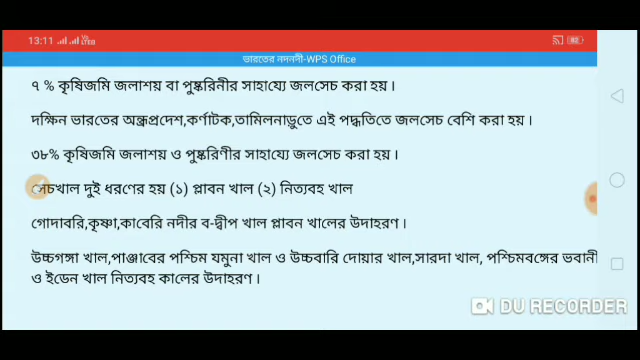 13:11
ভারতের নদনদী-WPS Office
৭ % কৃষিজমি জলাশয় বা পুষ্করিনীর সাহায্যে জলসেচ করা হয় ।
দক্ষিন ভারতের অন্ধ্রপ্রদেশ,কর্ণাটক,তামিলনাড়ুতে এই পদ্ধতিতে জলসেচ বেশি করা হয় ।
৩৮% কৃষিজমি জলাশয় ও পুষ্করিণীর সাহায্যে জলসেচ করা হয় ।
সেচখাল দুই ধরণের হয় (১) প্লাবন খাল (২) নিত্যবহ খাল
গোদাবরি,কৃষ্ণা,কাবেরি নদীর ব-দ্বীপ খাল প্লাবন খালের উদাহরণ ।
উচ্চগঙ্গা খাল,পাঞ্জাবের পশ্চিম যমুনা খাল ও উচ্চবারি দোয়ার খাল,সারদা খাল, পশ্চিমবঙ্গের ভবানী
ও ইডেন খাল নিত্যবহ কালের উদাহরণ ।
DU RECORDER